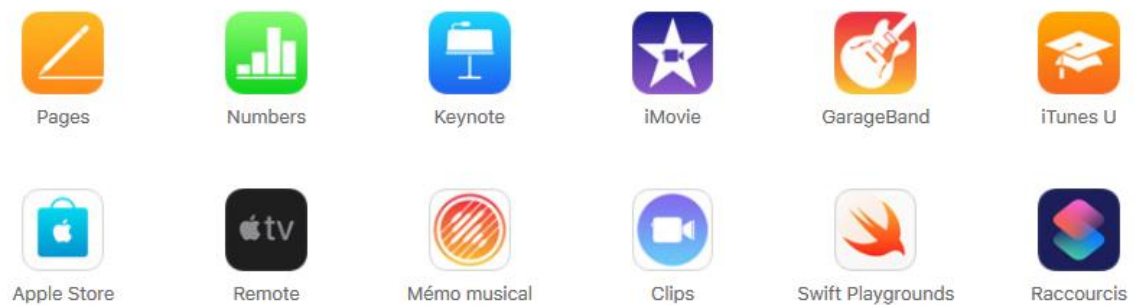 Pages Numbers Keynote iMovie GarageBand iTunes U
tv
Apple Store Remote Mémo musical Clips Swift Playgrounds Raccourcis